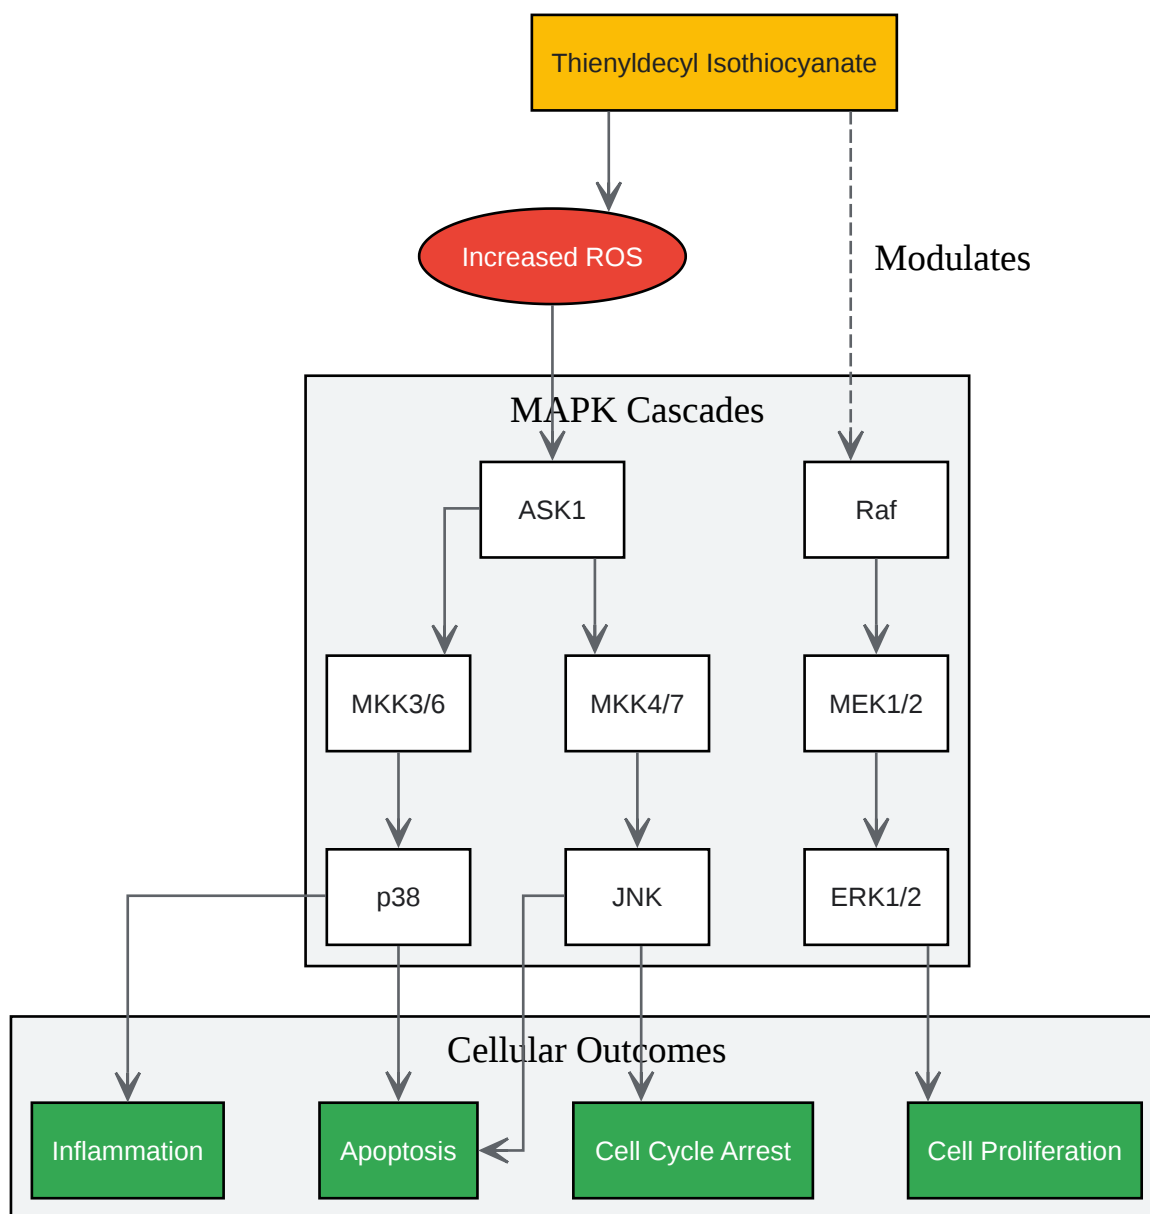 Thienyldecyl Isothiocyanate
Increased ROS
Modulates
MAPK Cascades
ASK1
Raf
MKK3/6
MKK4/7
MEK1/2
p38
JNK
ERK1/2
Cellular Outcomes
Inflammation
Apoptosis
Cell Cycle Arrest
Cell Proliferation